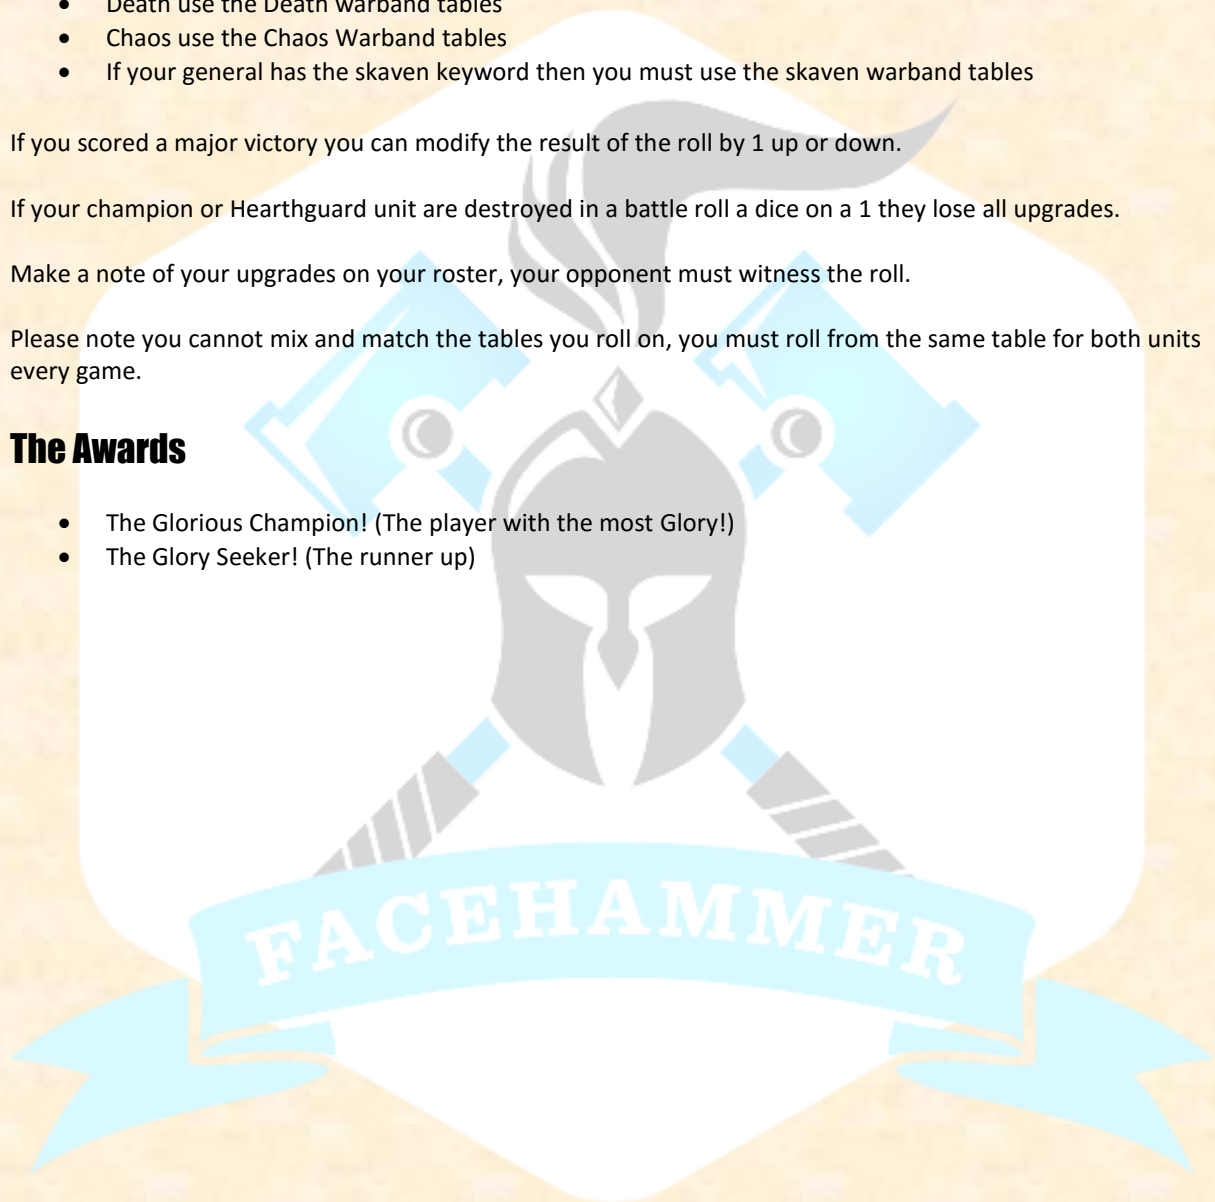 • Death use the Death warband tables
• Chaos use the Chaos Warband tables
• If your general has the skaven keyword then you must use the skaven warband tables
If you scored a major victory you can modify the result of the roll by 1 up or down.
If your champion or Hearthguard unit are destroyed in a battle roll a dice on a 1 they lose all upgrades.
Make a note of your upgrades on your roster, your opponent must witness the roll.
Please note you cannot mix and match the tables you roll on, you must roll from the same table for both units
every game.
The Awards
• The Glorious Champion! (The player with the most Glory!)
• The Glory Seeker! (The runner up)
FACEHAMMER